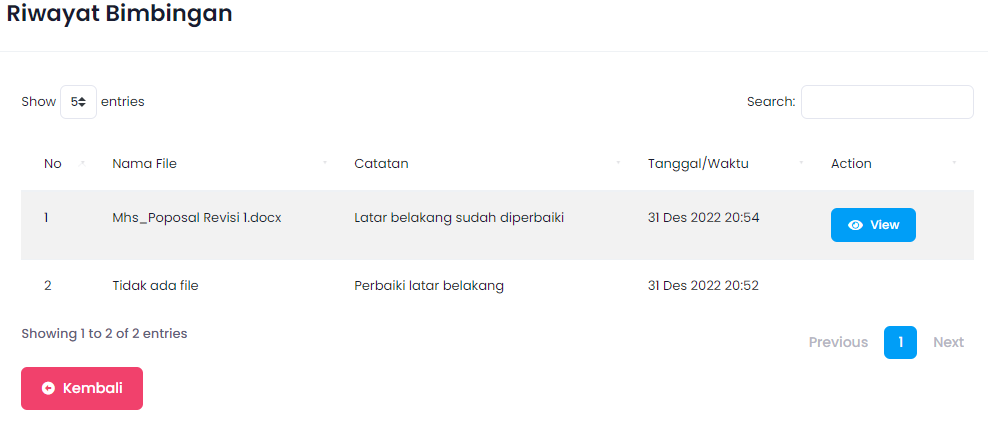 Riwayat Bimbingan
Show 5 entries Search:
No Nama File Catatan Tanggal/Waktu Action
1 Mhs_Poposal Revisi 1.docx Latar belakang sudah diperbaiki 31 Des 2022 20:54 View
2 Tidak ada file Perbaiki latar belakang 31 Des 2022 20:52
Showing 1 to 2 of 2 entries
Previous 1 Next
Kembali